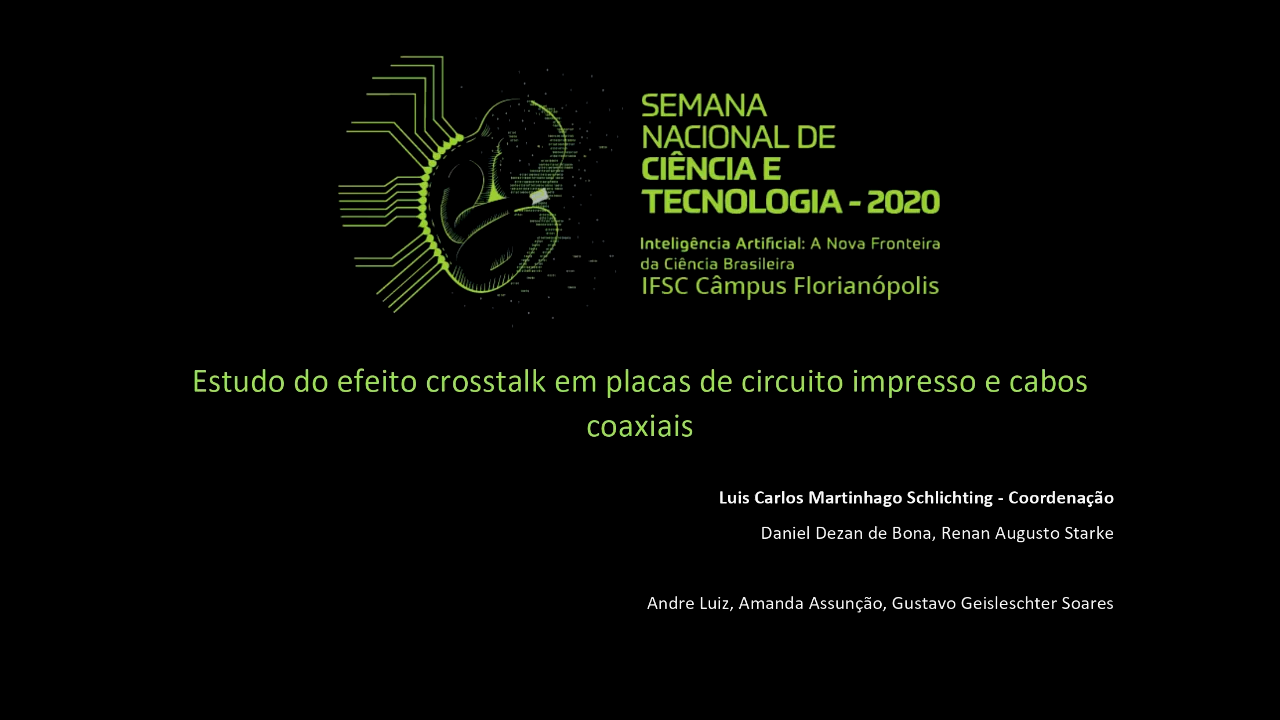 SEMANA
NACIONAL DE
CIÊNCIA E
TECNOLOGIA - 2020
Inteligência Artificial: A Nova Fronteira
da Ciência Brasileira
IFSC Câmpus Florianópolis
Estudo do efeito crosstalk em placas de circuito impresso e cabos
coaxiais
Luis Carlos Martinhago Schlichting - Coordenação
Daniel Dezan de Bona, Renan Augusto Starke
Andre Luiz, Amanda Assunção, Gustavo Geisleschter Soares